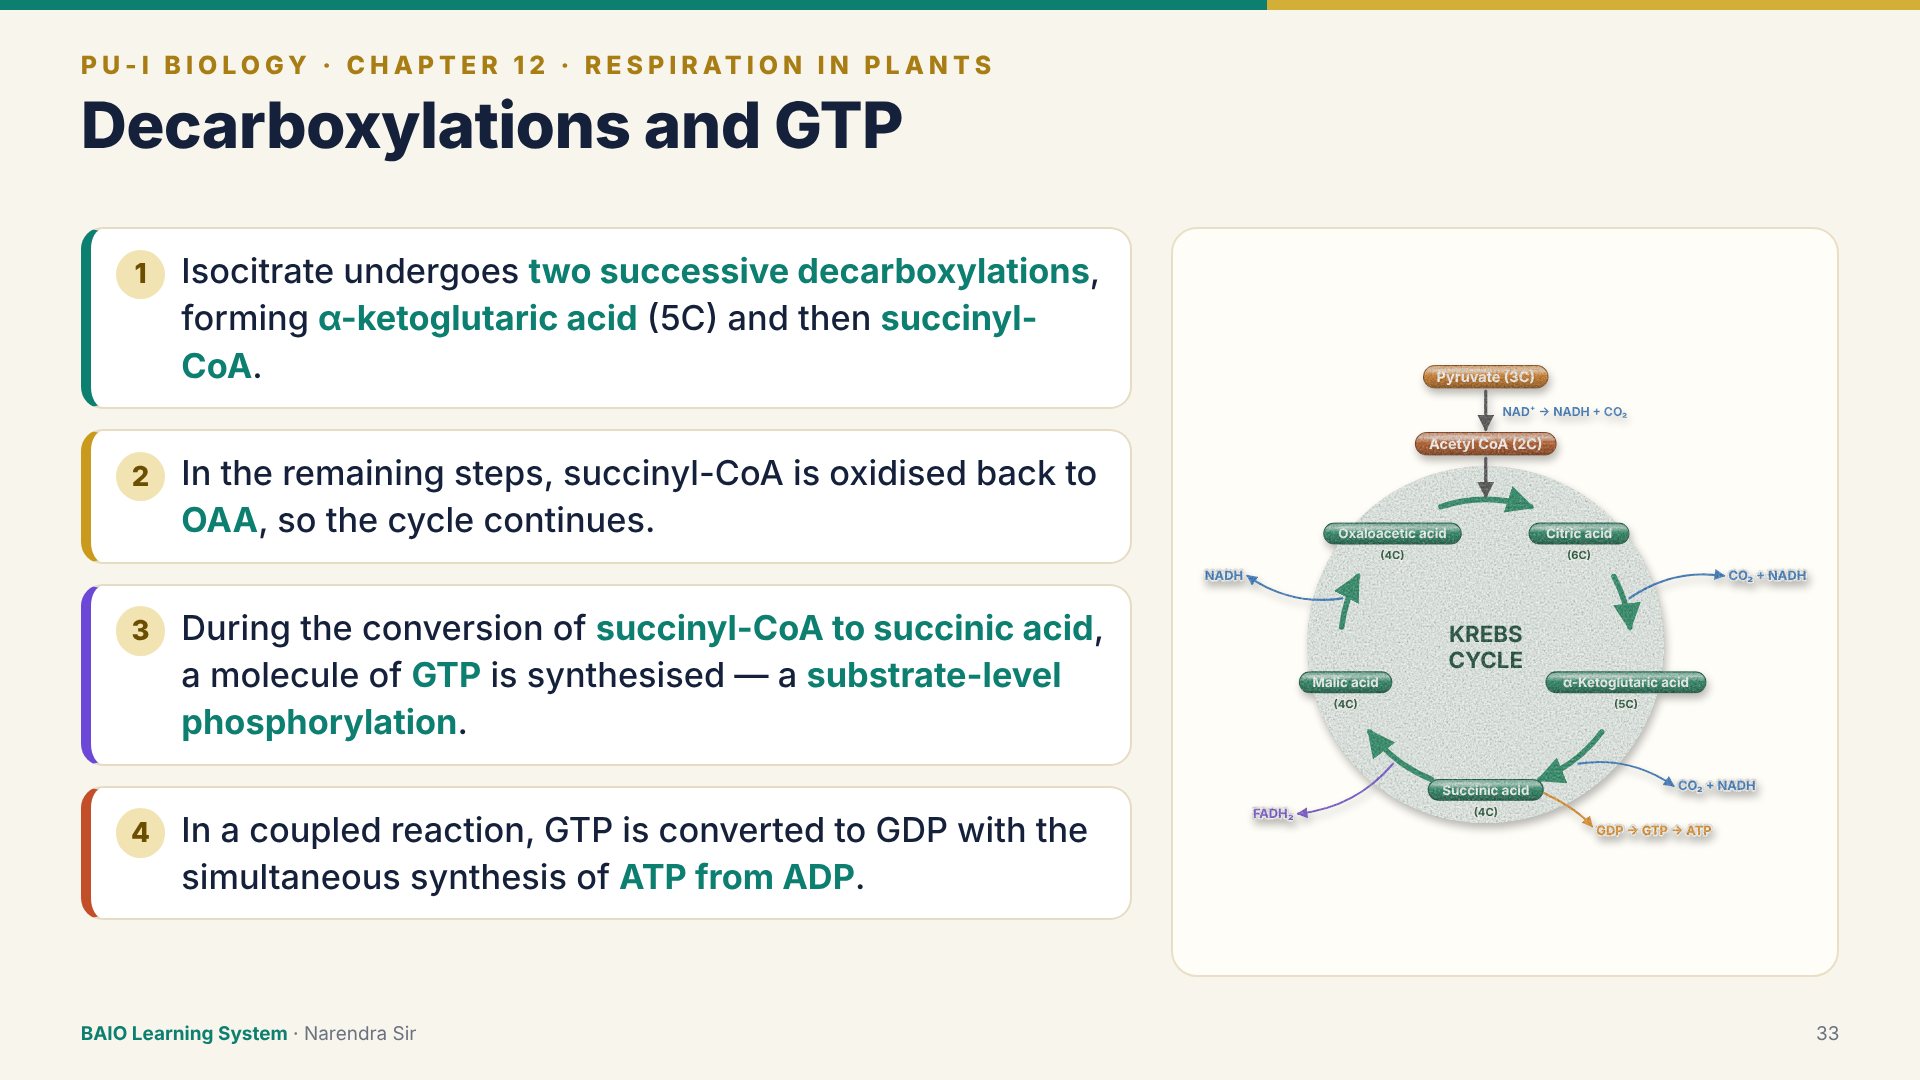 PU-I BIOLOGY · CHAPTER 12 · RESPIRATION IN PLANTS
Decarboxylations and GTP
1
Isocitrate undergoes two successive decarboxylations,
forming α-ketoglutaric acid (5C) and then succinyl-
CoA.
2
In the remaining steps, succinyl-CoA is oxidised back to
OAA, so the cycle continues.
3
During the conversion of succinyl-CoA to succinic acid,
a molecule of GTP is synthesised — a substrate-level
phosphorylation.
4
In a coupled reaction, GTP is converted to GDP with the
simultaneous synthesis of ATP from ADP.
Pyruvate (3C)
NAD⁺ → NADH + CO₂
Acetyl CoA (2C)
Oxaloacetic acid
(4C)
Citric acid
(6C)
NADH
CO₂ + NADH
KREBS
CYCLE
Malic acid
(4C)
α-Ketoglutaric acid
(5C)
Succinic acid
(4C)
CO₂ + NADH
FADH₂
GDP → GTP → ATP
BAIO Learning System · Narendra Sir
33